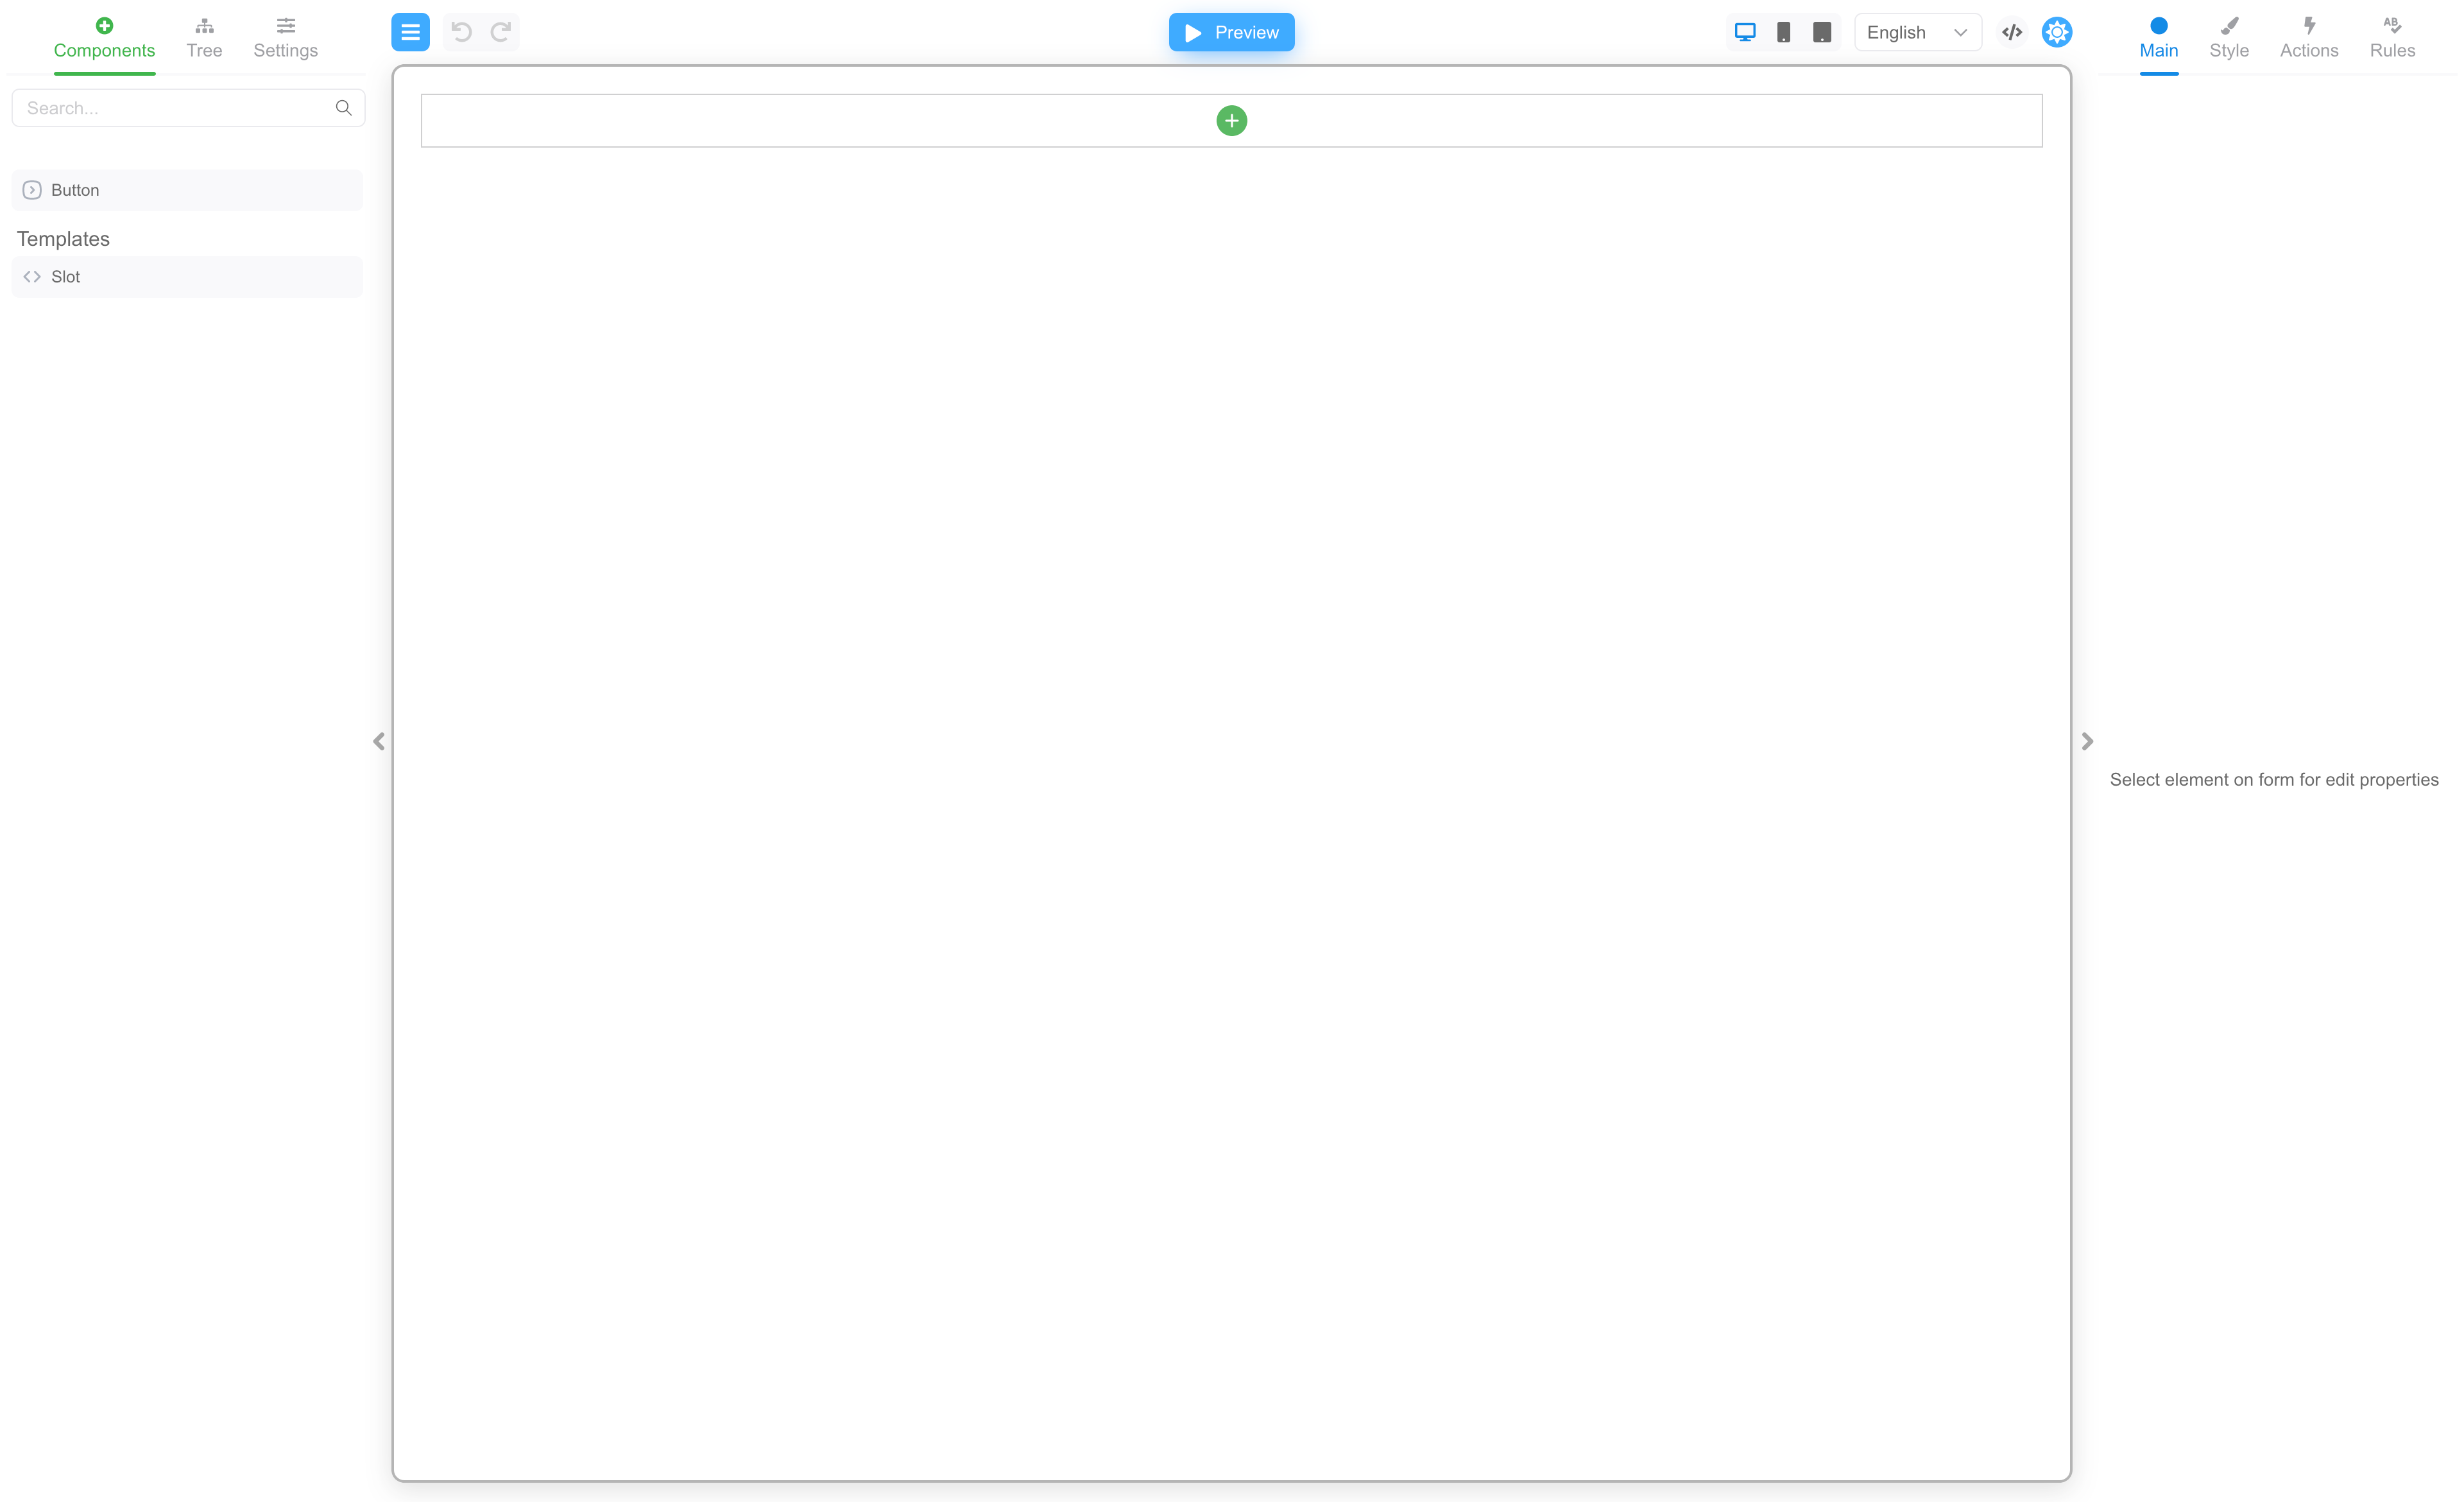 Components
Tree
Settings
Preview
English
Main
Style
Actions
AB
Rules
Search...
Button
Templates
Slot
Select element on form for edit properties